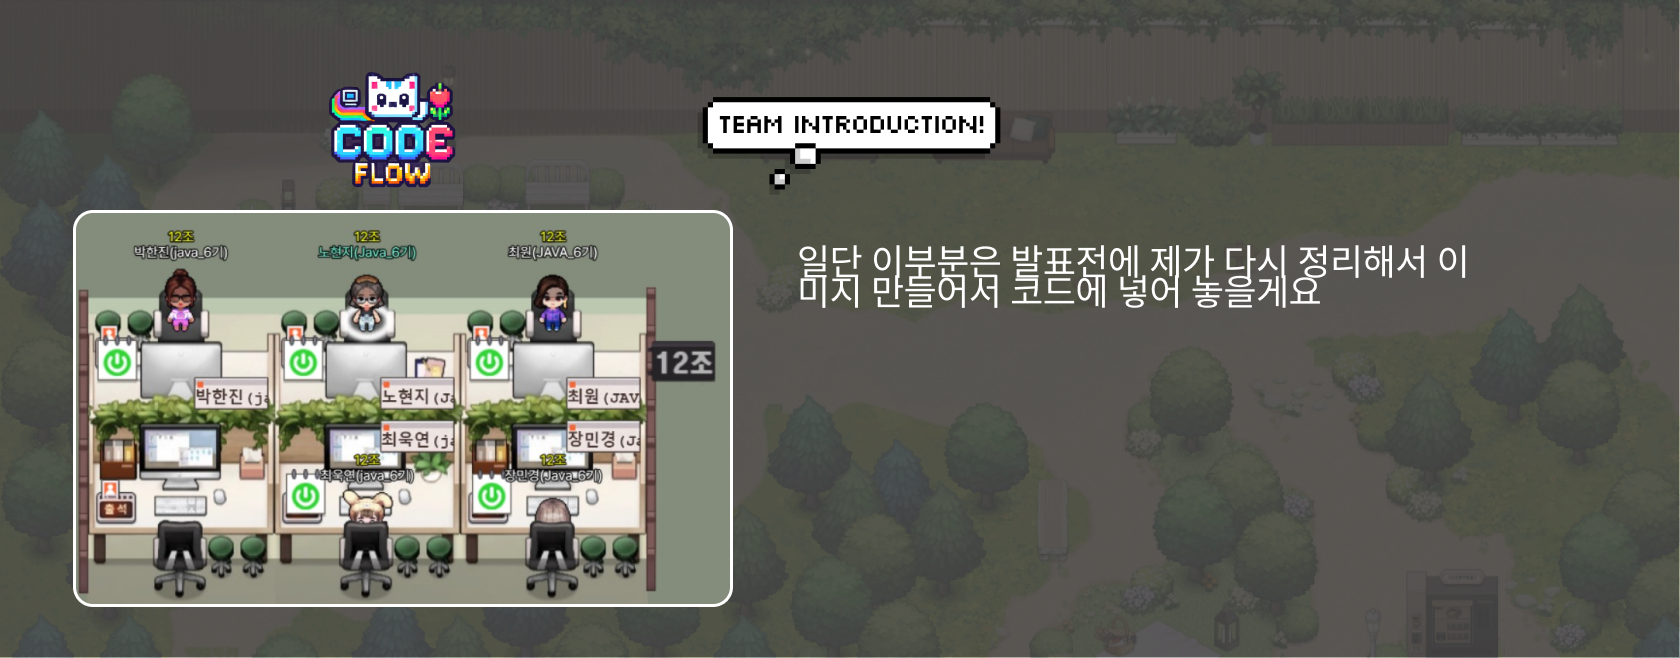 CODE
FLOW
TEAM INTRODUCTION!
12조
박한진(java_6기)
12조
노현지(Java_6기)
12조
최원(JAVA_6기)
일단 이부분은 발표전에 제가 다시 정리해서 이
미지 만들어서 코드에 넣어 놓을게요
12조
박한진(ja
노현지(Ja
최원(JAV
최욱연(ja
장민경(Ja
12조
최욱연(java_6기)
12조
장민경(Java_6기)
출석